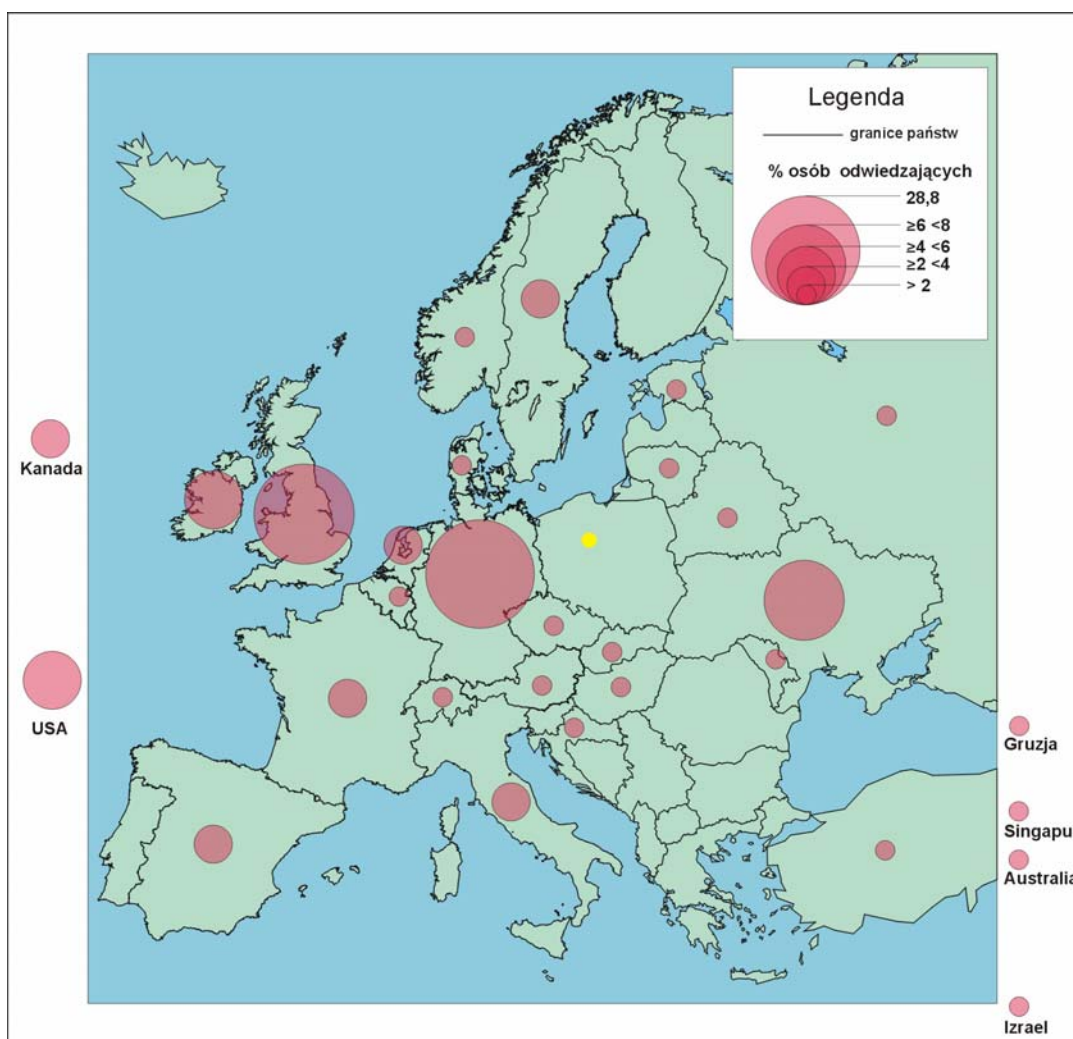 Legenda
granice państw
% osób odwiedzających
28,8
≥6 <8
≥4 <6
≥2 <4
> 2
Kanada
USA
Gruzja
Singapu
Australia
Izrael